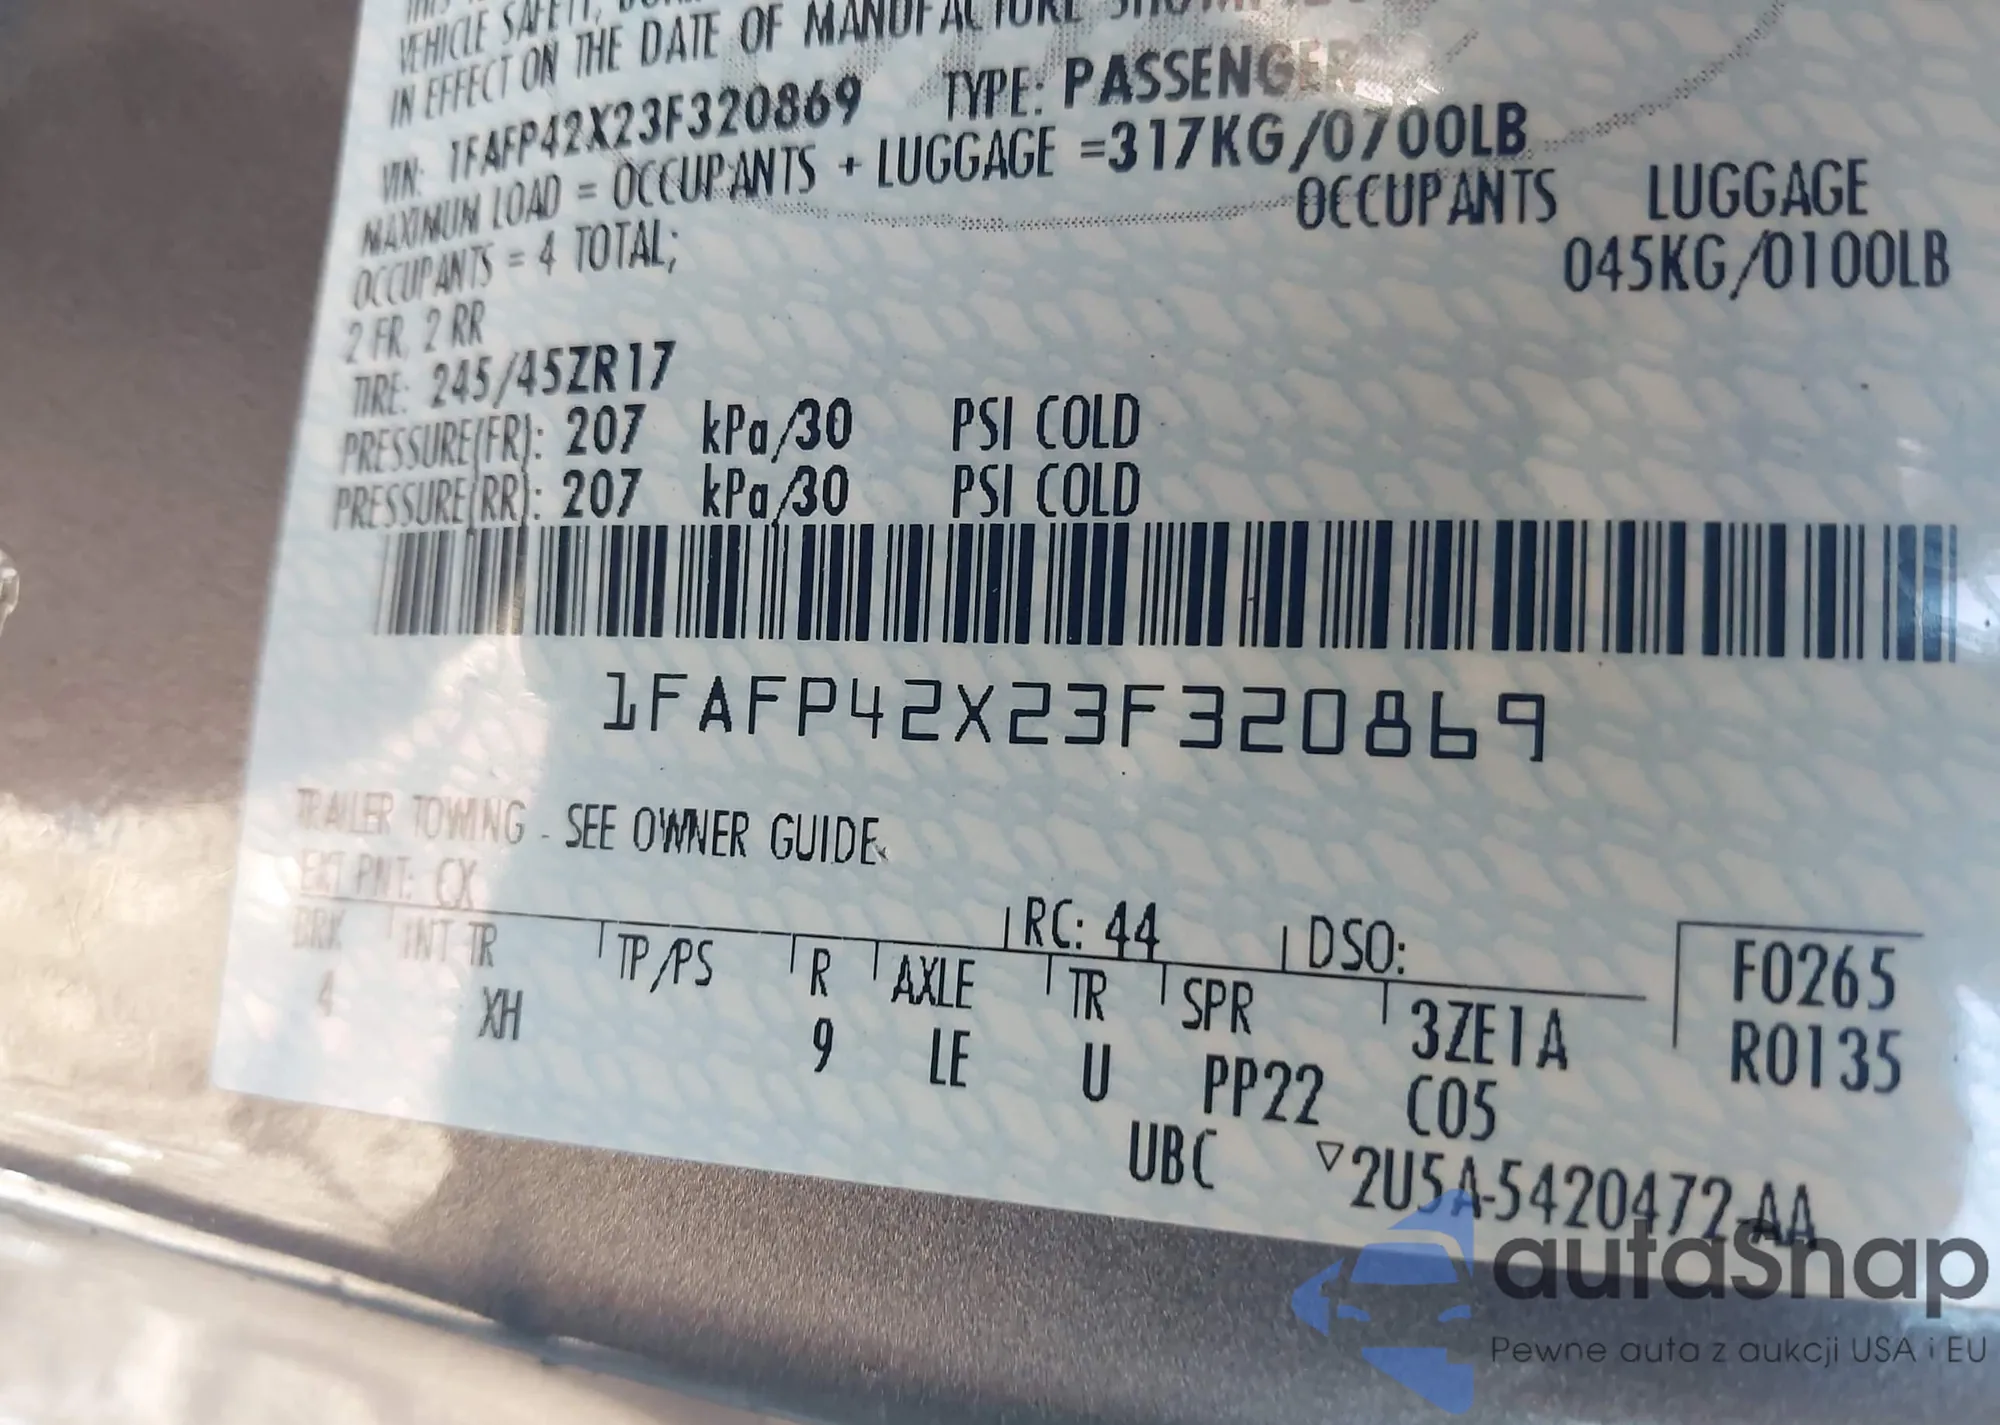 VEHICLE SAFETY,
IN EFFECT ON THE DATE OF MANUFACTURE
VIN: 1FAFP42X23F320869 TYPE: PASSENGER
MAXIMUM LOAD = OCCUPANTS + LUGGAGE =317KG/0700LB
OCCUPANTS = 4 TOTAL; OCCUPANTS LUGGAGE
2 FR, 2 RR 045KG/0100LB
TIRE: 245/45ZR17
PRESSURE(FR): 207 kPa/30 PSI COLD
PRESSURE(RR): 207 kPa/30 PSI COLD
1FAFP42X23F320869
TRAILER TOWING - SEE OWNER GUIDE.
EXT PNT: CX RC: 44 DSO: F0265
BRK INT TR TP/PS R AXLE TR SPR 3ZE1A R0135
4 XH 9 LE U PP22 C05
UBC ▽2U5A-5420472-AA
autaSnap
Pewne auta z aukcji USA i EU